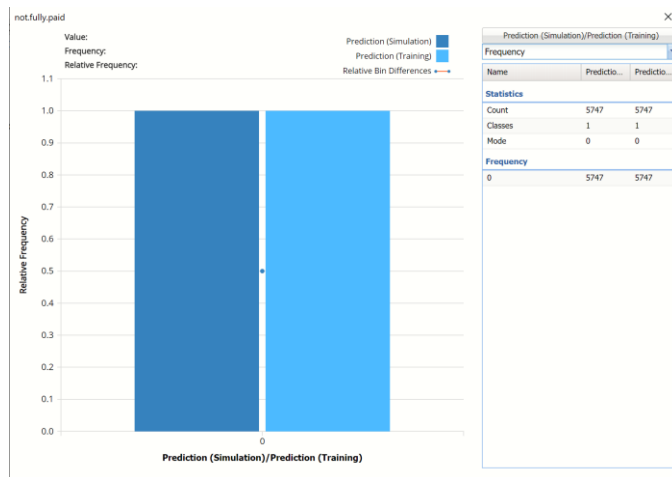 not.fully.paid
Value:
Frequency:
Relative Frequency:
Prediction (Simulation)
Prediction (Training)
Relative Bin Differences
1.1
1.0
0.9
0.8
0.7
0.6
0.5
0.4
0.3
0.2
0.1
0.0
Relative Frequency
0
Prediction (Simulation)/Prediction (Training)
Prediction (Simulation)/Prediction (Training)
Frequency
Name Predictio... Predictio...
Statistics
Count 5747 5747
Classes 1 1
Mode 0 0
Frequency
0 5747 5747